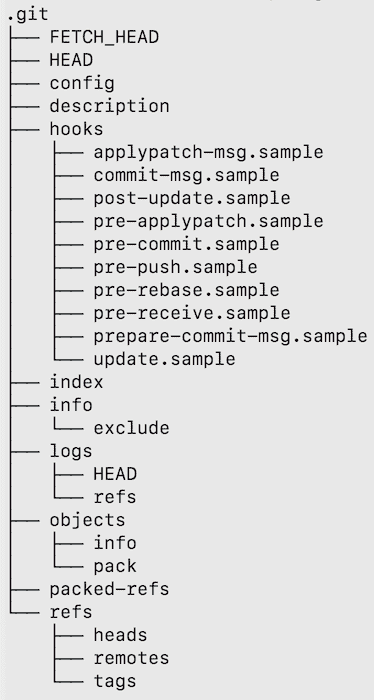 .git
├── FETCH_HEAD
├── HEAD
├── config
├── description
├── hooks
│   ├── applypatch-msg.sample
│   ├── commit-msg.sample
│   ├── post-update.sample
│   ├── pre-applypatch.sample
│   ├── pre-commit.sample
│   ├── pre-push.sample
│   ├── pre-rebase.sample
│   ├── pre-receive.sample
│   ├── prepare-commit-msg.sample
│   └── update.sample
├── index
├── info
│   └── exclude
├── logs
│   ├── HEAD
│   └── refs
├── objects
│   ├── info
│   └── pack
├── packed-refs
└── refs
    ├── heads
    ├── remotes
    └── tags